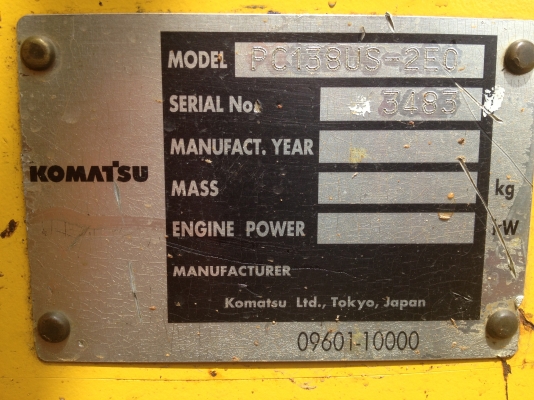 MODEL PC138US-2E0
SERIAL No. 3483
MANUFACT. YEAR
KOMATSU
MASS kg
ENGINE POWER kW
MANUFACTURER
Komatsu Ltd., Tokyo, Japan
09601-10000